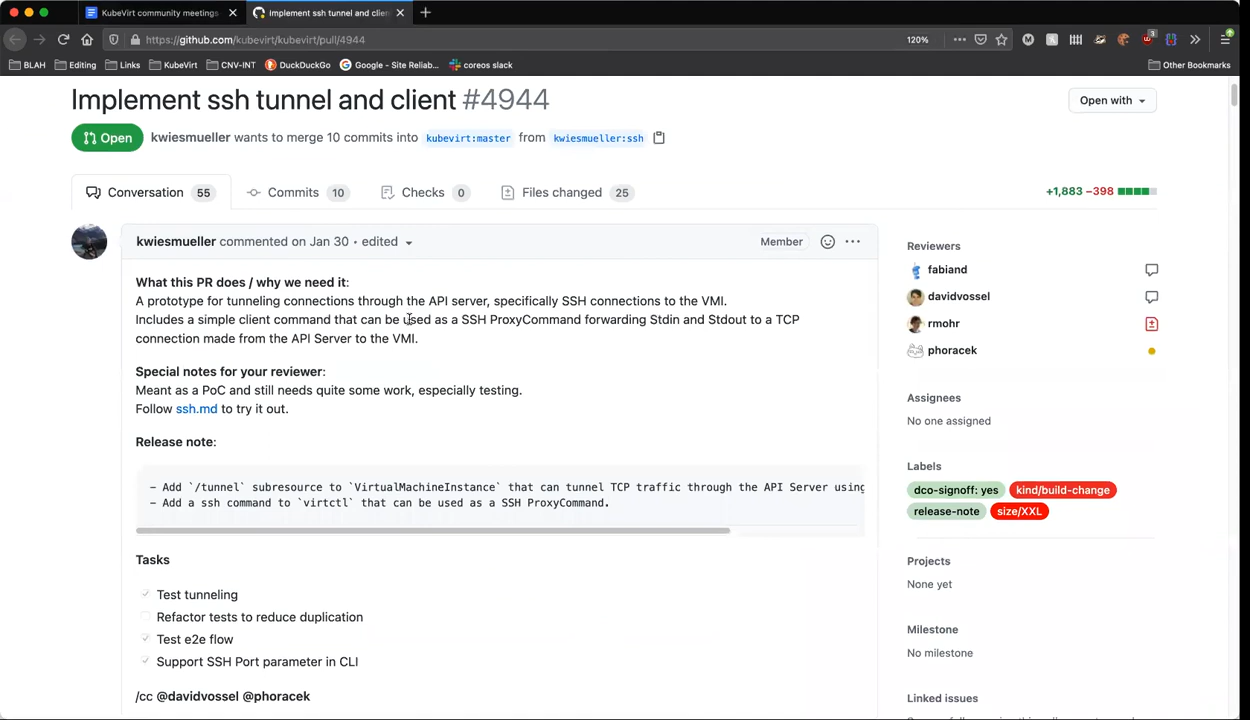 KubeVirt community meetings
Implement ssh tunnel and clien
https://github.com/kubevirt/kubevirt/pull/4944
120%
3
BLAH
Editing
Links
KubeVirt
CNV-INT
DuckDuckGo
Google - Site Reliab...
coreos slack
Other Bookmarks
Implement ssh tunnel and client #4944
Open with
Open
kwiesmueller wants to merge 10 commits into kubevirt:master from kwiesmueller:ssh
Conversation 55
Commits 10
Checks 0
Files changed 25
+1,883 −398
kwiesmueller commented on Jan 30 • edited
Member
What this PR does / why we need it:
A prototype for tunneling connections through the API server, specifically SSH connections to the VMI.
Includes a simple client command that can be used as a SSH ProxyCommand forwarding Stdin and Stdout to a TCP
connection made from the API Server to the VMI.
Special notes for your reviewer:
Meant as a PoC and still needs quite some work, especially testing.
Follow ssh.md to try it out.
Release note:
- Add `/tunnel` subresource to `VirtualMachineInstance` that can tunnel TCP traffic through the API Server using
- Add a ssh command to `virtctl` that can be used as a SSH ProxyCommand.
Tasks
Test tunneling
Refactor tests to reduce duplication
Test e2e flow
Support SSH Port parameter in CLI
/cc @davidvossel @phoracek
Reviewers
fabiand
davidvossel
rmohr
phoracek
Assignees
No one assigned
Labels
dco-signoff: yes
kind/build-change
release-note
size/XXL
Projects
None yet
Milestone
No milestone
Linked issues